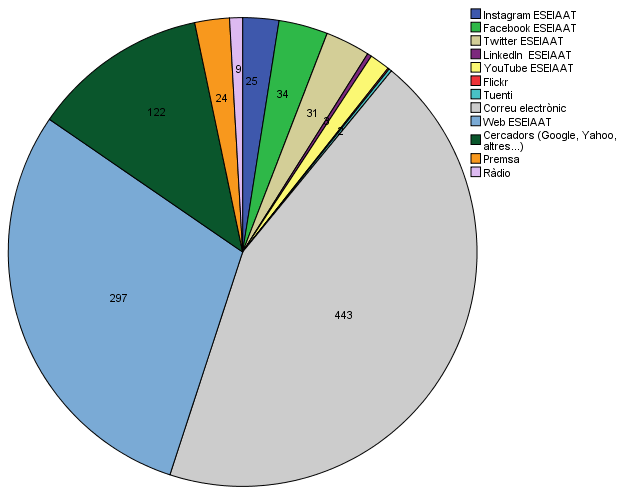 Instagram ESEIAAT
Facebook ESEIAAT
Twitter ESEIAAT
LinkedIn ESEIAAT
YouTube ESEIAAT
Flickr
Tuenti
Correu electrònic
Web ESEIAAT
Cercadors (Google, Yahoo,
altres...)
Premsa
Ràdio
9
25
24
34
31
122
3
2
297
443